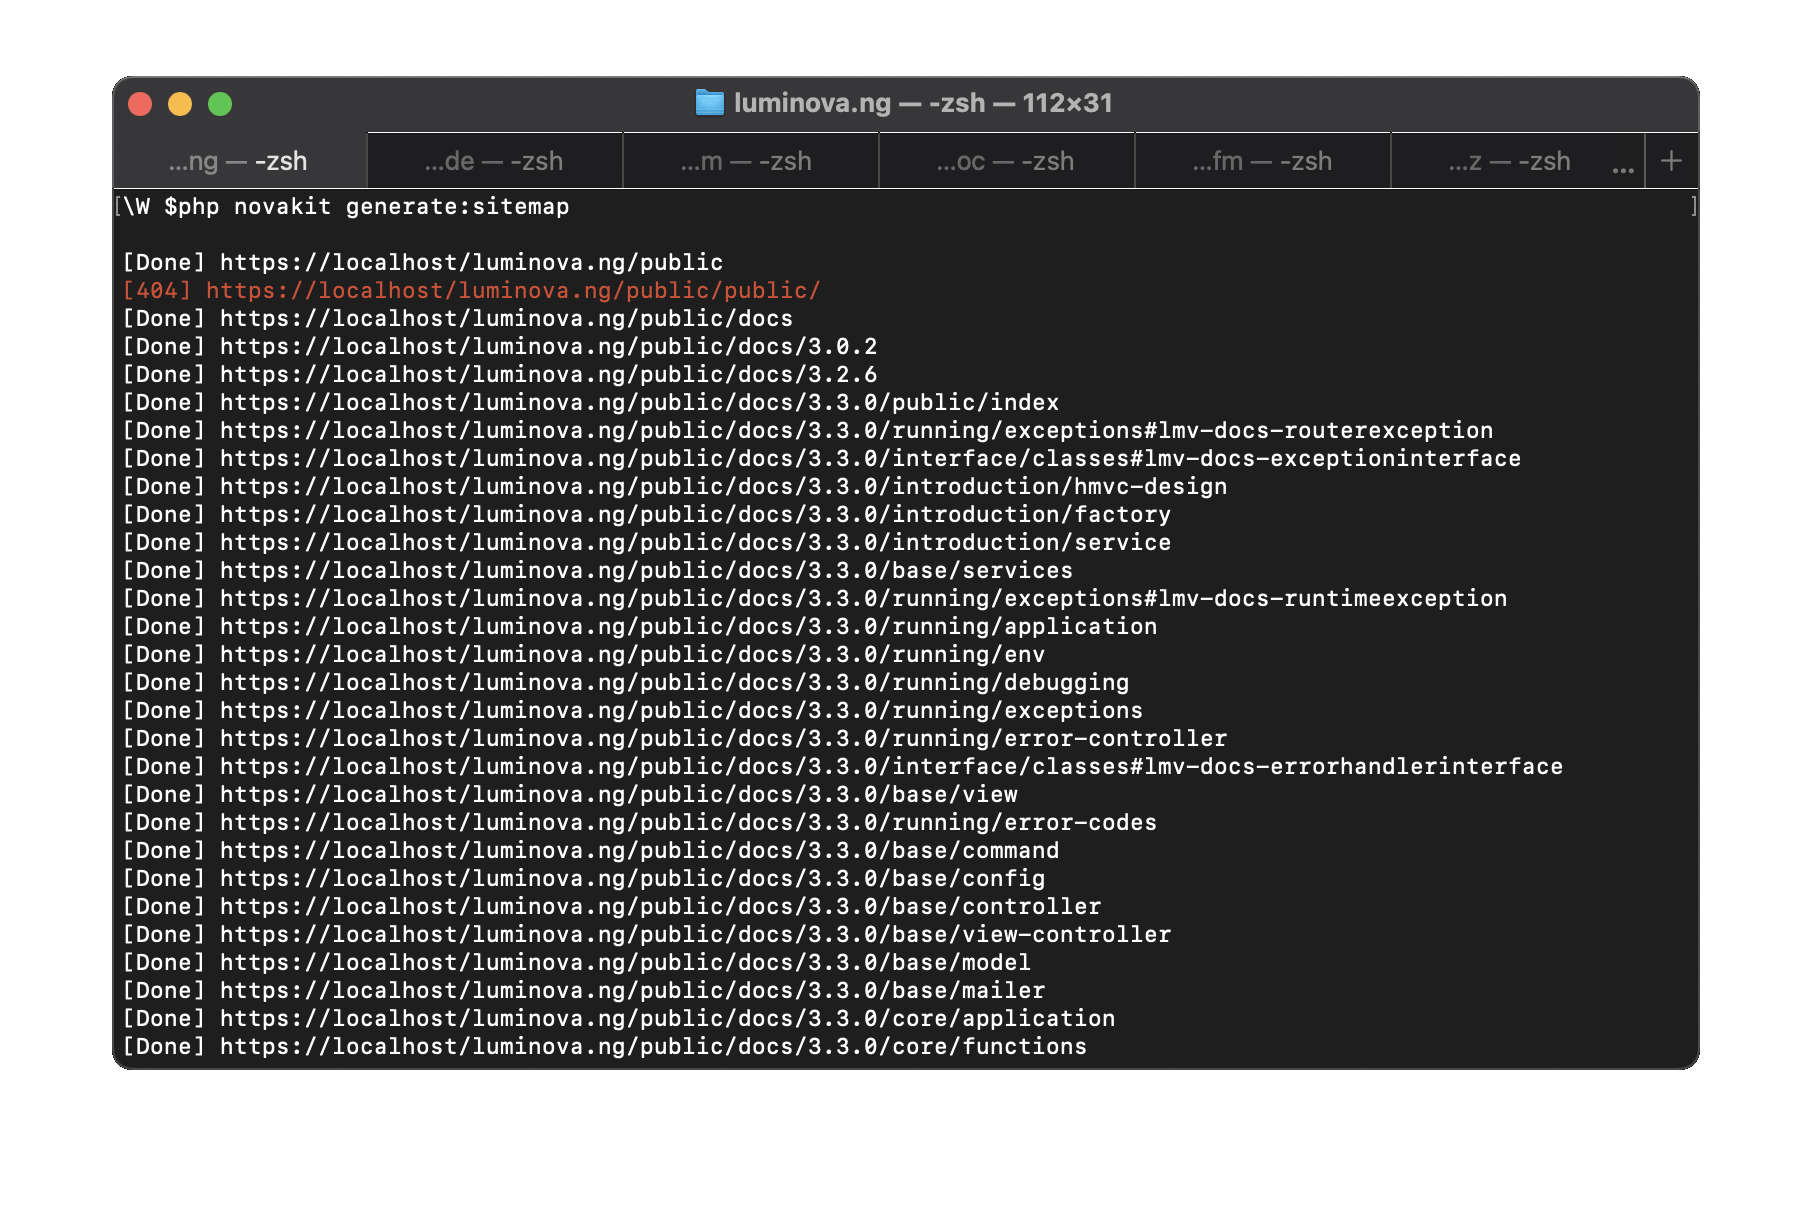 luminova.ng — -zsh — 112×31
...ng — -zsh ...de — -zsh ...m — -zsh ...oc — -zsh ...fm — -zsh ...z — -zsh ... +
[\W $php novakit generate:sitemap ]
[Done] https://localhost/luminova.ng/public
[404] https://localhost/luminova.ng/public/public/
[Done] https://localhost/luminova.ng/public/docs
[Done] https://localhost/luminova.ng/public/docs/3.0.2
[Done] https://localhost/luminova.ng/public/docs/3.2.6
[Done] https://localhost/luminova.ng/public/docs/3.3.0/public/index
[Done] https://localhost/luminova.ng/public/docs/3.3.0/running/exceptions#lmv-docs-routerexception
[Done] https://localhost/luminova.ng/public/docs/3.3.0/interface/classes#lmv-docs-exceptioninterface
[Done] https://localhost/luminova.ng/public/docs/3.3.0/introduction/hmvc-design
[Done] https://localhost/luminova.ng/public/docs/3.3.0/introduction/factory
[Done] https://localhost/luminova.ng/public/docs/3.3.0/introduction/service
[Done] https://localhost/luminova.ng/public/docs/3.3.0/base/services
[Done] https://localhost/luminova.ng/public/docs/3.3.0/running/exceptions#lmv-docs-runtimeexception
[Done] https://localhost/luminova.ng/public/docs/3.3.0/running/application
[Done] https://localhost/luminova.ng/public/docs/3.3.0/running/env
[Done] https://localhost/luminova.ng/public/docs/3.3.0/running/debugging
[Done] https://localhost/luminova.ng/public/docs/3.3.0/running/exceptions
[Done] https://localhost/luminova.ng/public/docs/3.3.0/running/error-controller
[Done] https://localhost/luminova.ng/public/docs/3.3.0/interface/classes#lmv-docs-errorhandlerinterface
[Done] https://localhost/luminova.ng/public/docs/3.3.0/base/view
[Done] https://localhost/luminova.ng/public/docs/3.3.0/running/error-codes
[Done] https://localhost/luminova.ng/public/docs/3.3.0/base/command
[Done] https://localhost/luminova.ng/public/docs/3.3.0/base/config
[Done] https://localhost/luminova.ng/public/docs/3.3.0/base/controller
[Done] https://localhost/luminova.ng/public/docs/3.3.0/base/view-controller
[Done] https://localhost/luminova.ng/public/docs/3.3.0/base/model
[Done] https://localhost/luminova.ng/public/docs/3.3.0/base/mailer
[Done] https://localhost/luminova.ng/public/docs/3.3.0/core/application
[Done] https://localhost/luminova.ng/public/docs/3.3.0/core/functions